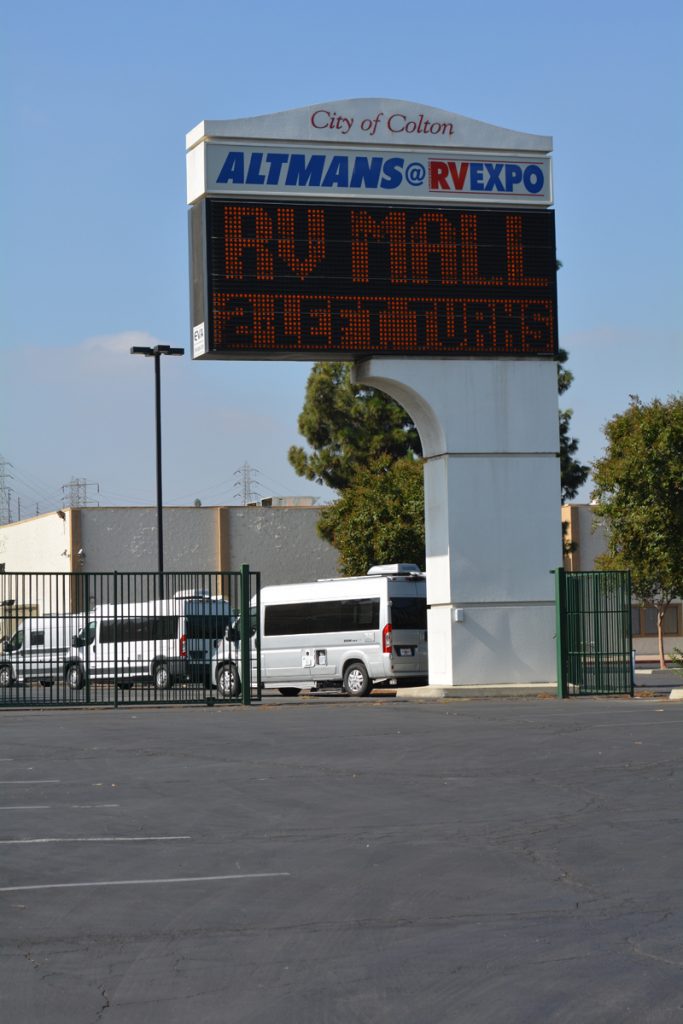 City of Colton
ALTMANS@RVEXPO
RV MALL
2 LEFT TURNS